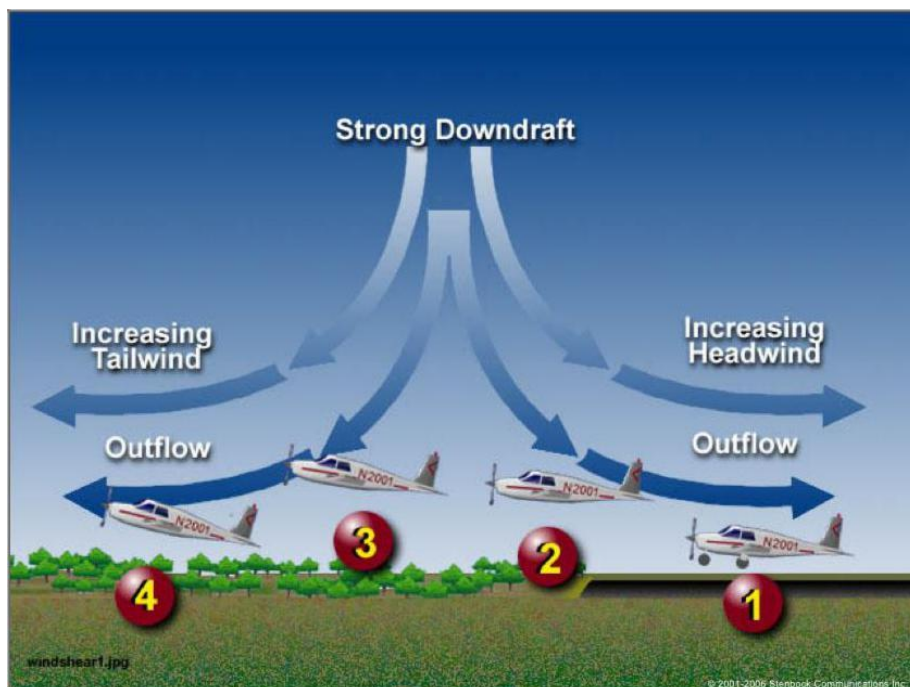 Strong Downdraft
Increasing
Tailwind
Increasing
Headwind
Outflow
Outflow
N2001
N2001
N2001
N2001
3
2
4
1
windshear1.jpg
© 2001-2006 Stenbook Communications Inc.